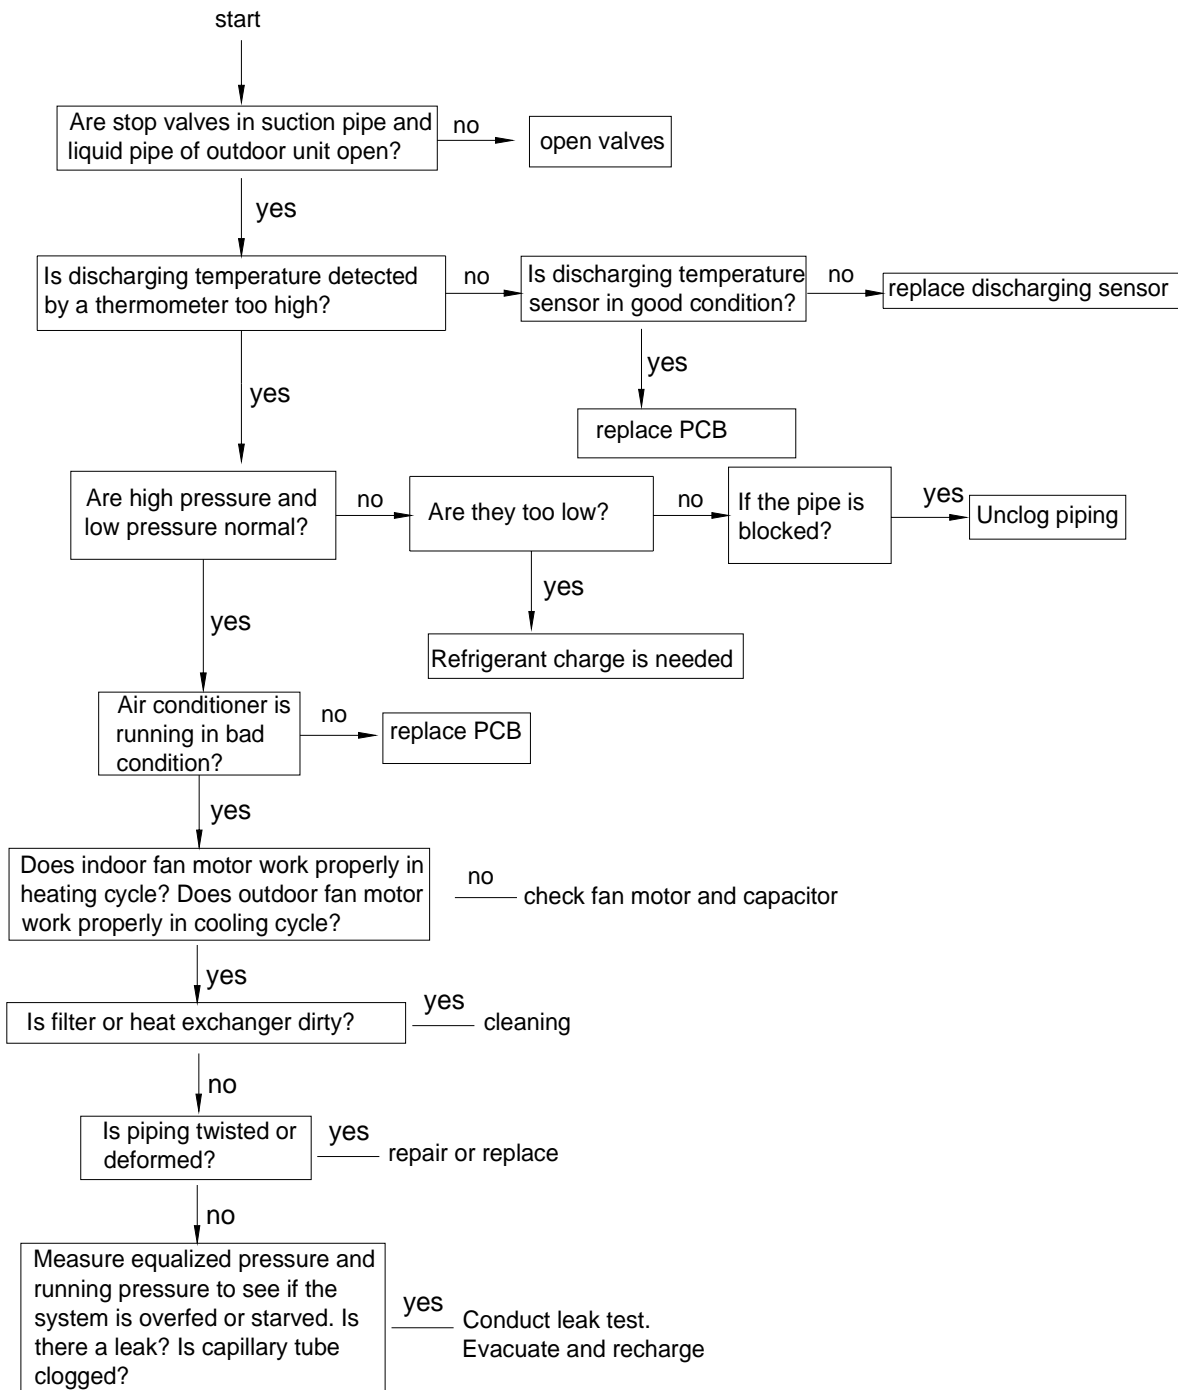 start
Are stop valves in suction pipe and
liquid pipe of outdoor unit open?
no
open valves
yes
Is discharging temperature detected
by a thermometer too high?
no
Is discharging temperature
sensor in good condition?
no
replace discharging sensor
yes
yes
replace PCB
Are high pressure and
low pressure normal?
no
Are they too low?
no
If the pipe is
blocked?
yes
Unclog piping
yes
yes
Refrigerant charge is needed
Air conditioner is
running in bad
condition?
no
replace PCB
yes
Does indoor fan motor work properly in
heating cycle? Does outdoor fan motor
work properly in cooling cycle?
no
check fan motor and capacitor
yes
Is filter or heat exchanger dirty?
yes
cleaning
no
Is piping twisted or
deformed?
yes
repair or replace
no
Measure equalized pressure and
running pressure to see if the
system is overfed or starved. Is
there a leak? Is capillary tube
clogged?
yes
Conduct leak test.
Evacuate and recharge